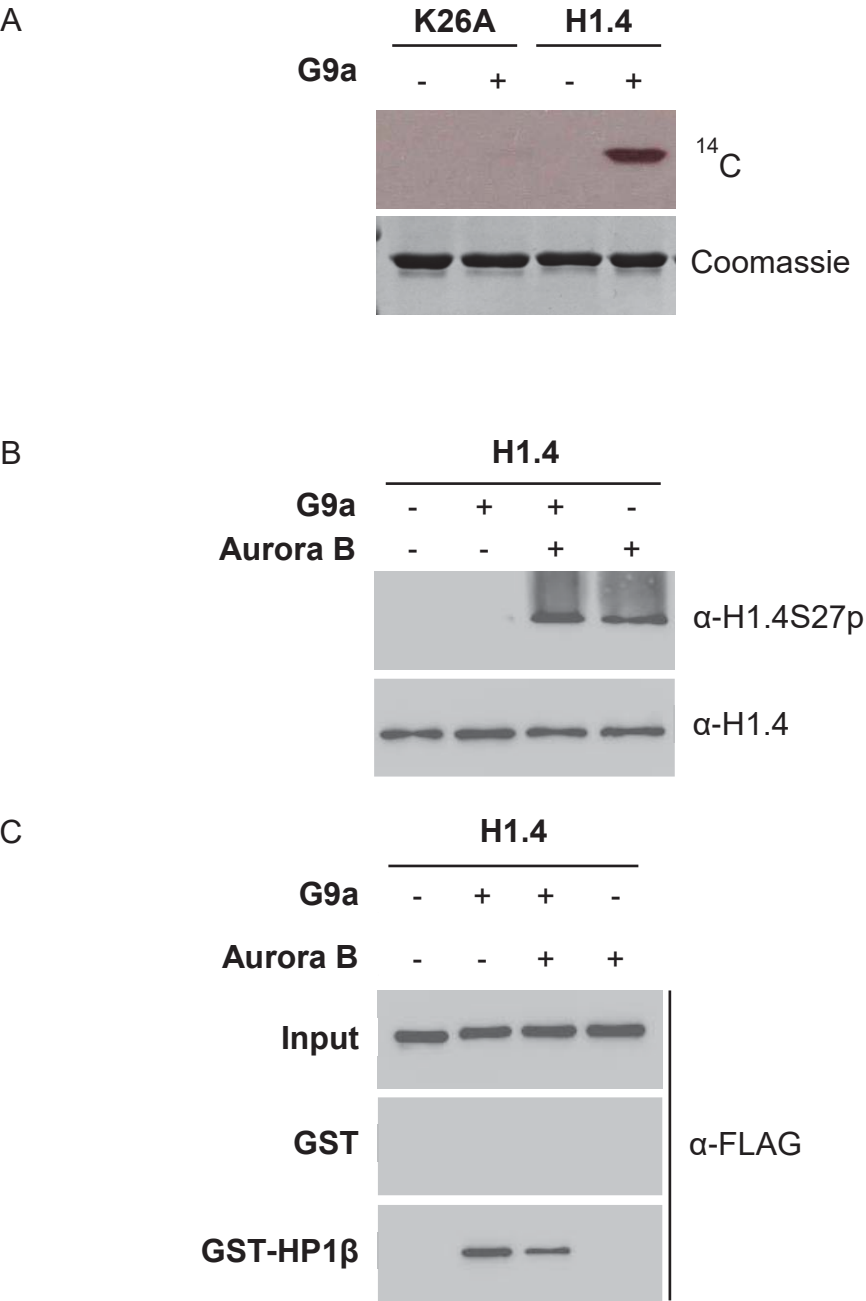 A
K26A H1.4
G9a - + - +
14C
Coomassie
B
H1.4
G9a - + + -
Aurora B - - + +
α-H1.4S27p
α-H1.4
C
H1.4
G9a - + + -
Aurora B - - + +
Input
GST α-FLAG
GST-HP1β